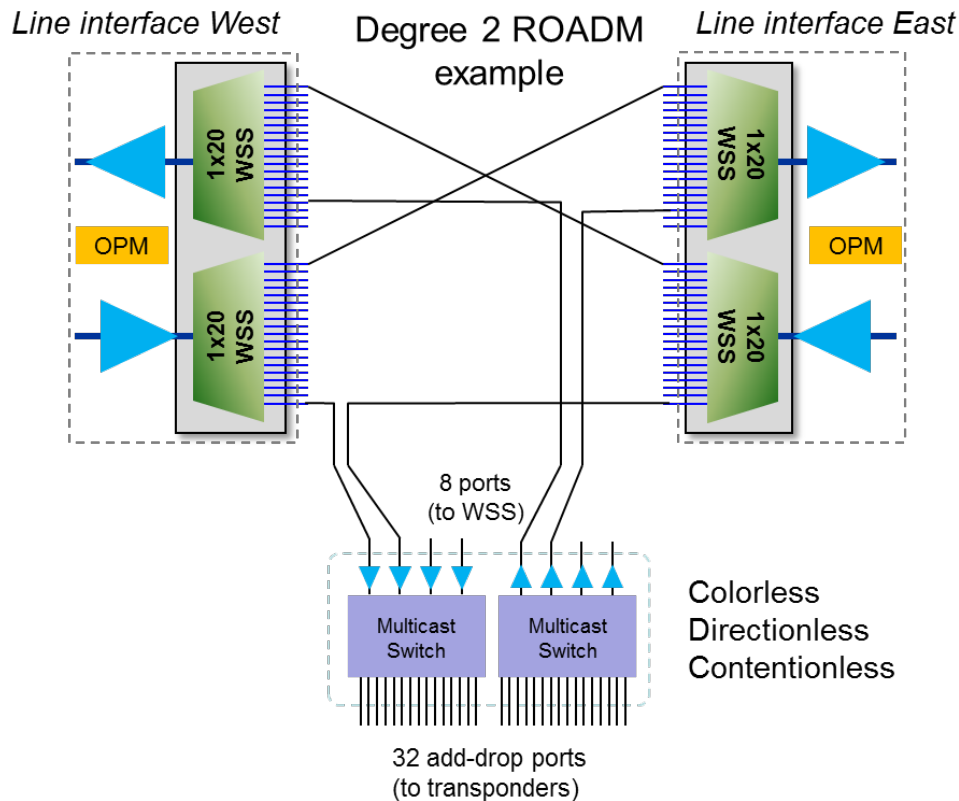 Line interface West
Degree 2 ROADM
example
Line interface East
1x20
WSS
1x20
WSS
OPM
OPM
1x20
WSS
1x20
WSS
8 ports
(to WSS)
Multicast
Switch
Multicast
Switch
Colorless
Directionless
Contentionless
32 add-drop ports
(to transponders)